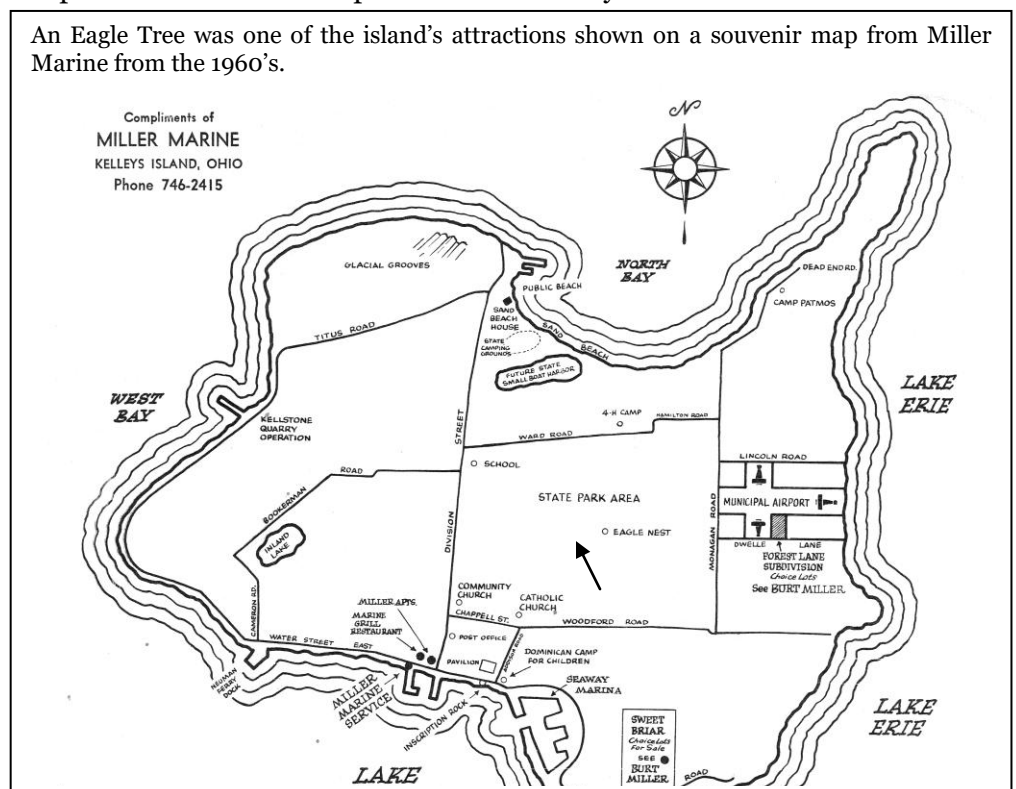 An Eagle Tree was one of the island's attractions shown on a souvenir map from Miller
Marine from the 1960's.
Compliments of
MILLER MARINE
KELLEYS ISLAND, OHIO
Phone 746-2415
N
GLACIAL GROOVES
NORTH
BAY
DEAD END RD.
PUBLIC BEACH
CAMP PATMOS
SAND
BEACH
HOUSE
SAND BEACH
TITUS ROAD
STATE
CAMPING
GROUNDS
FUTURE STATE
SMALL BOAT HARBOR
WEST
BAY
LAKE
ERIE
KELLSTONE
QUARRY
OPERATION
4-H CAMP
HAMILTON ROAD
WARD ROAD
DIVISION STREET
SCHOOL
BOOKERMAN ROAD
LINCOLN ROAD
STATE PARK AREA
MUNICIPAL AIRPORT
MONAGAN ROAD
EAGLE NEST
INLAND
LAKE
DWELLE LANE
FOREST LANE
SUBDIVISION
Choice Lots
See BURT MILLER
COMMUNITY
CHURCH
CAMERON RD.
MILLER APTS.
CATHOLIC
CHURCH
CHAPPELL ST.
MARINE
GRILL
RESTAURANT
WOODFORD ROAD
WATER STREET EAST
POST OFFICE
PAVILION
DOMINICAN CAMP
FOR CHILDREN
NEUMAN
FERRY
DOCK
MILLER
MARINE
SERVICE
INSCRIPTION ROCK
SEAWAY
MARINA
LAKE
ERIE
SWEET
BRIAR
Choice Lots
For Sale
SEE
BURT
MILLER
ROAD
LAKE